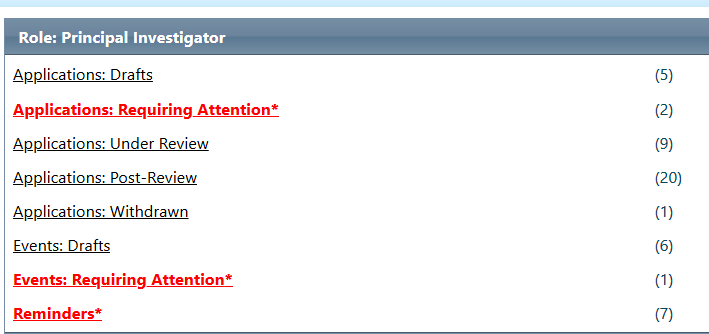 Role: Principal Investigator
Applications: Drafts (5)
Applications: Requiring Attention* (2)
Applications: Under Review (9)
Applications: Post-Review (20)
Applications: Withdrawn (1)
Events: Drafts (6)
Events: Requiring Attention* (1)
Reminders* (7)